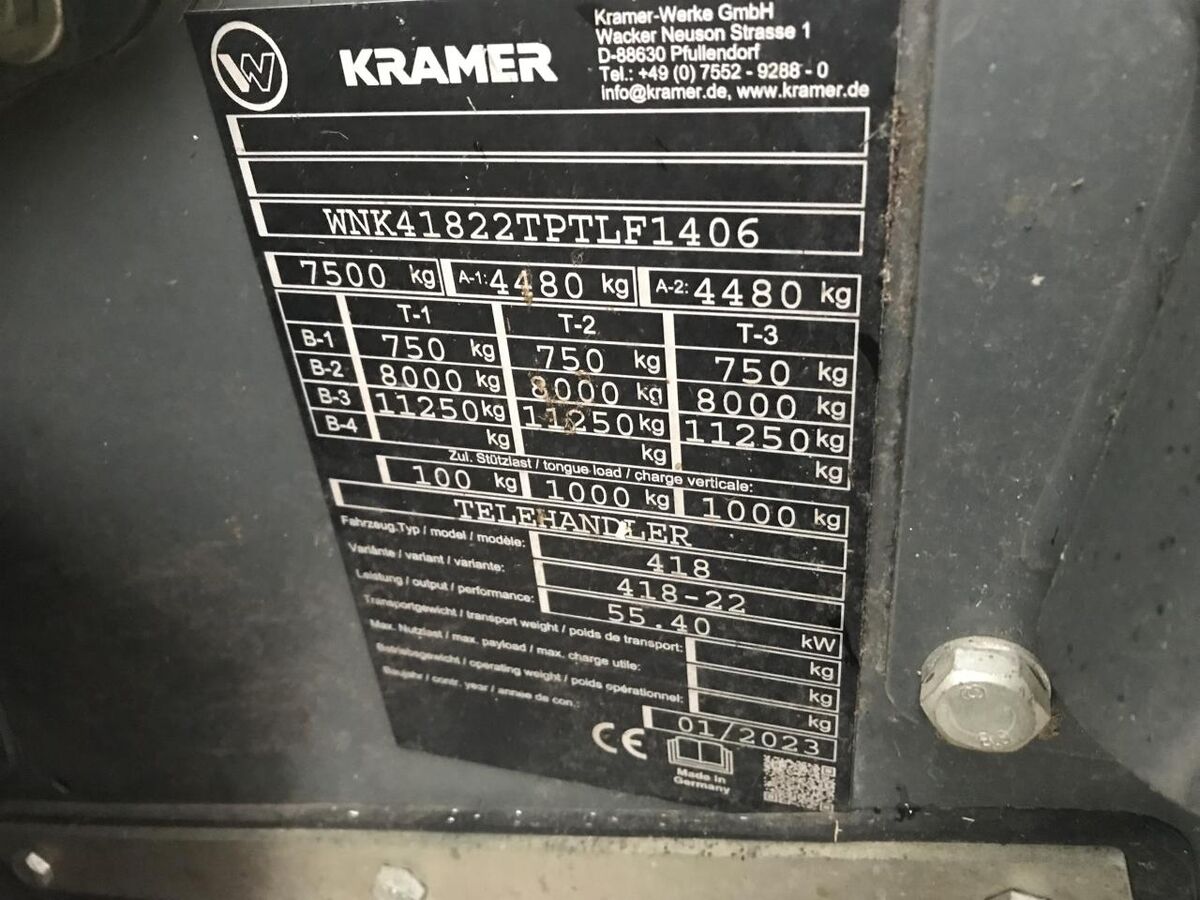 W KRAMER
Kramer-Werke GmbH
Wacker Neuson Strasse 1
D-88630 Pfullendorf
Tel.: +49 (0) 7552 - 9288 - 0
info@kramer.de, www.kramer.de
WNK41822TPTLF1406
7500 kg A-1: 4480 kg A-2: 4480 kg
T-1 T-2 T-3
B-1 750 kg 750 kg 750 kg
B-2 8000 kg 8000 kg 8000 kg
B-3 11250 kg 11250 kg 11250 kg
B-4 kg kg kg
Zul. Stützlast / tongue load / charge verticale:
100 kg 1000 kg 1000 kg
TELEHANDLER
Fahrzeug.Typ / model / modèle: 418
Variante / variant / variante: 418-22
Leistung / output / performance: 55.40 kW
Transportgewicht / transport weight / poids de transport: kg
Max. Nutzlast / max. payload / max. charge utile: kg
Betriebsgewicht / operating weight / poids opérationnel: kg
Baujahr / contr. year / année de con.: 01/2023
CE
Made in
Germany